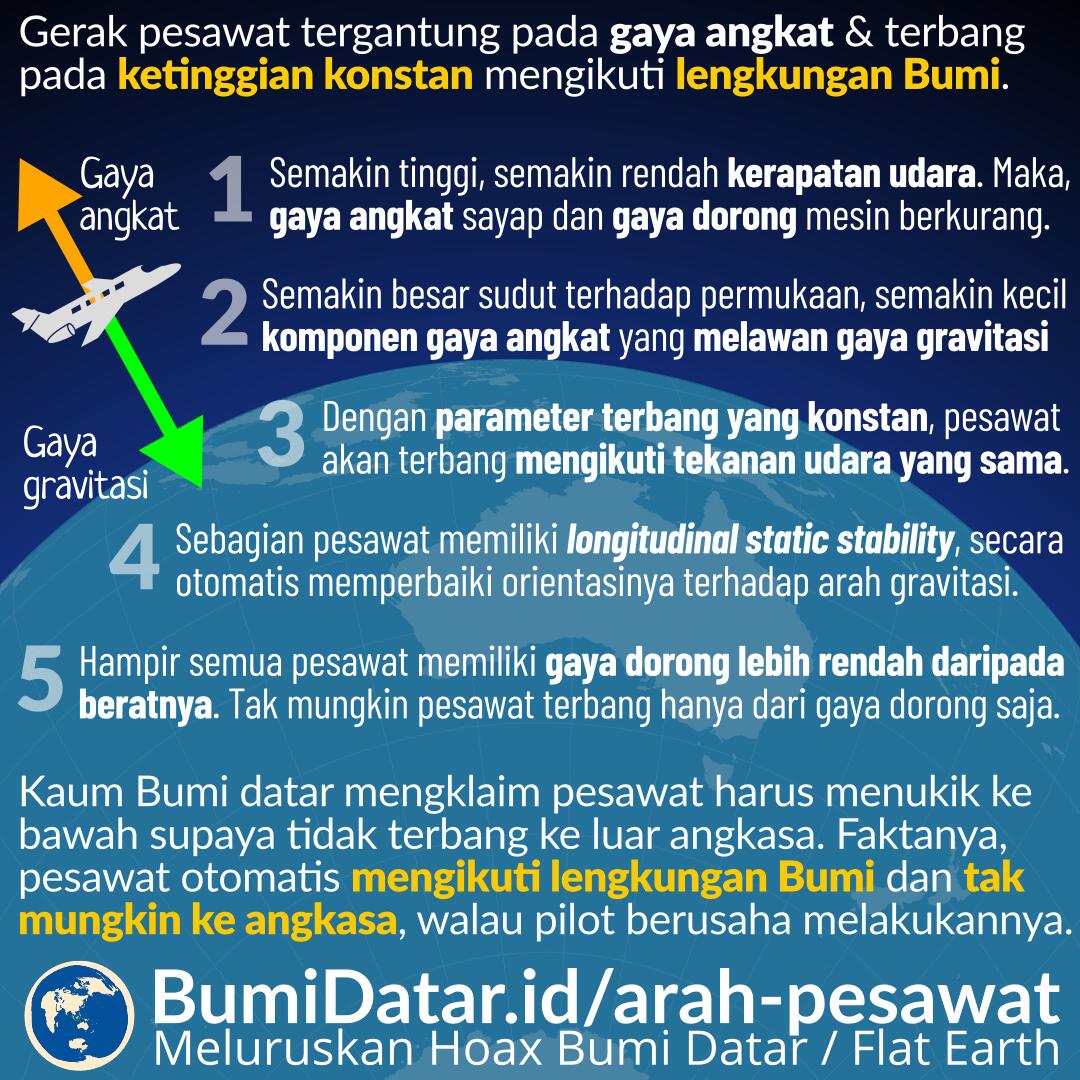 Gerak pesawat tergantung pada gaya angkat & terbang
pada ketinggian konstan mengikuti lengkungan Bumi.
Gaya
angkat
1
Semakin tinggi, semakin rendah kerapatan udara. Maka,
gaya angkat sayap dan gaya dorong mesin berkurang.
2
Semakin besar sudut terhadap permukaan, semakin kecil
komponen gaya angkat yang melawan gaya gravitasi
3
Dengan parameter terbang yang konstan, pesawat
akan terbang mengikuti tekanan udara yang sama.
Gaya
gravitasi
4
Sebagian pesawat memiliki longitudinal static stability, secara
otomatis memperbaiki orientasinya terhadap arah gravitasi.
5
Hampir semua pesawat memiliki gaya dorong lebih rendah daripada
beratnya. Tak mungkin pesawat terbang hanya dari gaya dorong saja.
Kaum Bumi datar mengklaim pesawat harus menukik ke
bawah supaya tidak terbang ke luar angkasa. Faktanya,
pesawat otomatis mengikuti lengkungan Bumi dan tak
mungkin ke angkasa, walau pilot berusaha melakukannya.
BumiDatar.id/arah-pesawat
Meluruskan Hoax Bumi Datar / Flat Earth